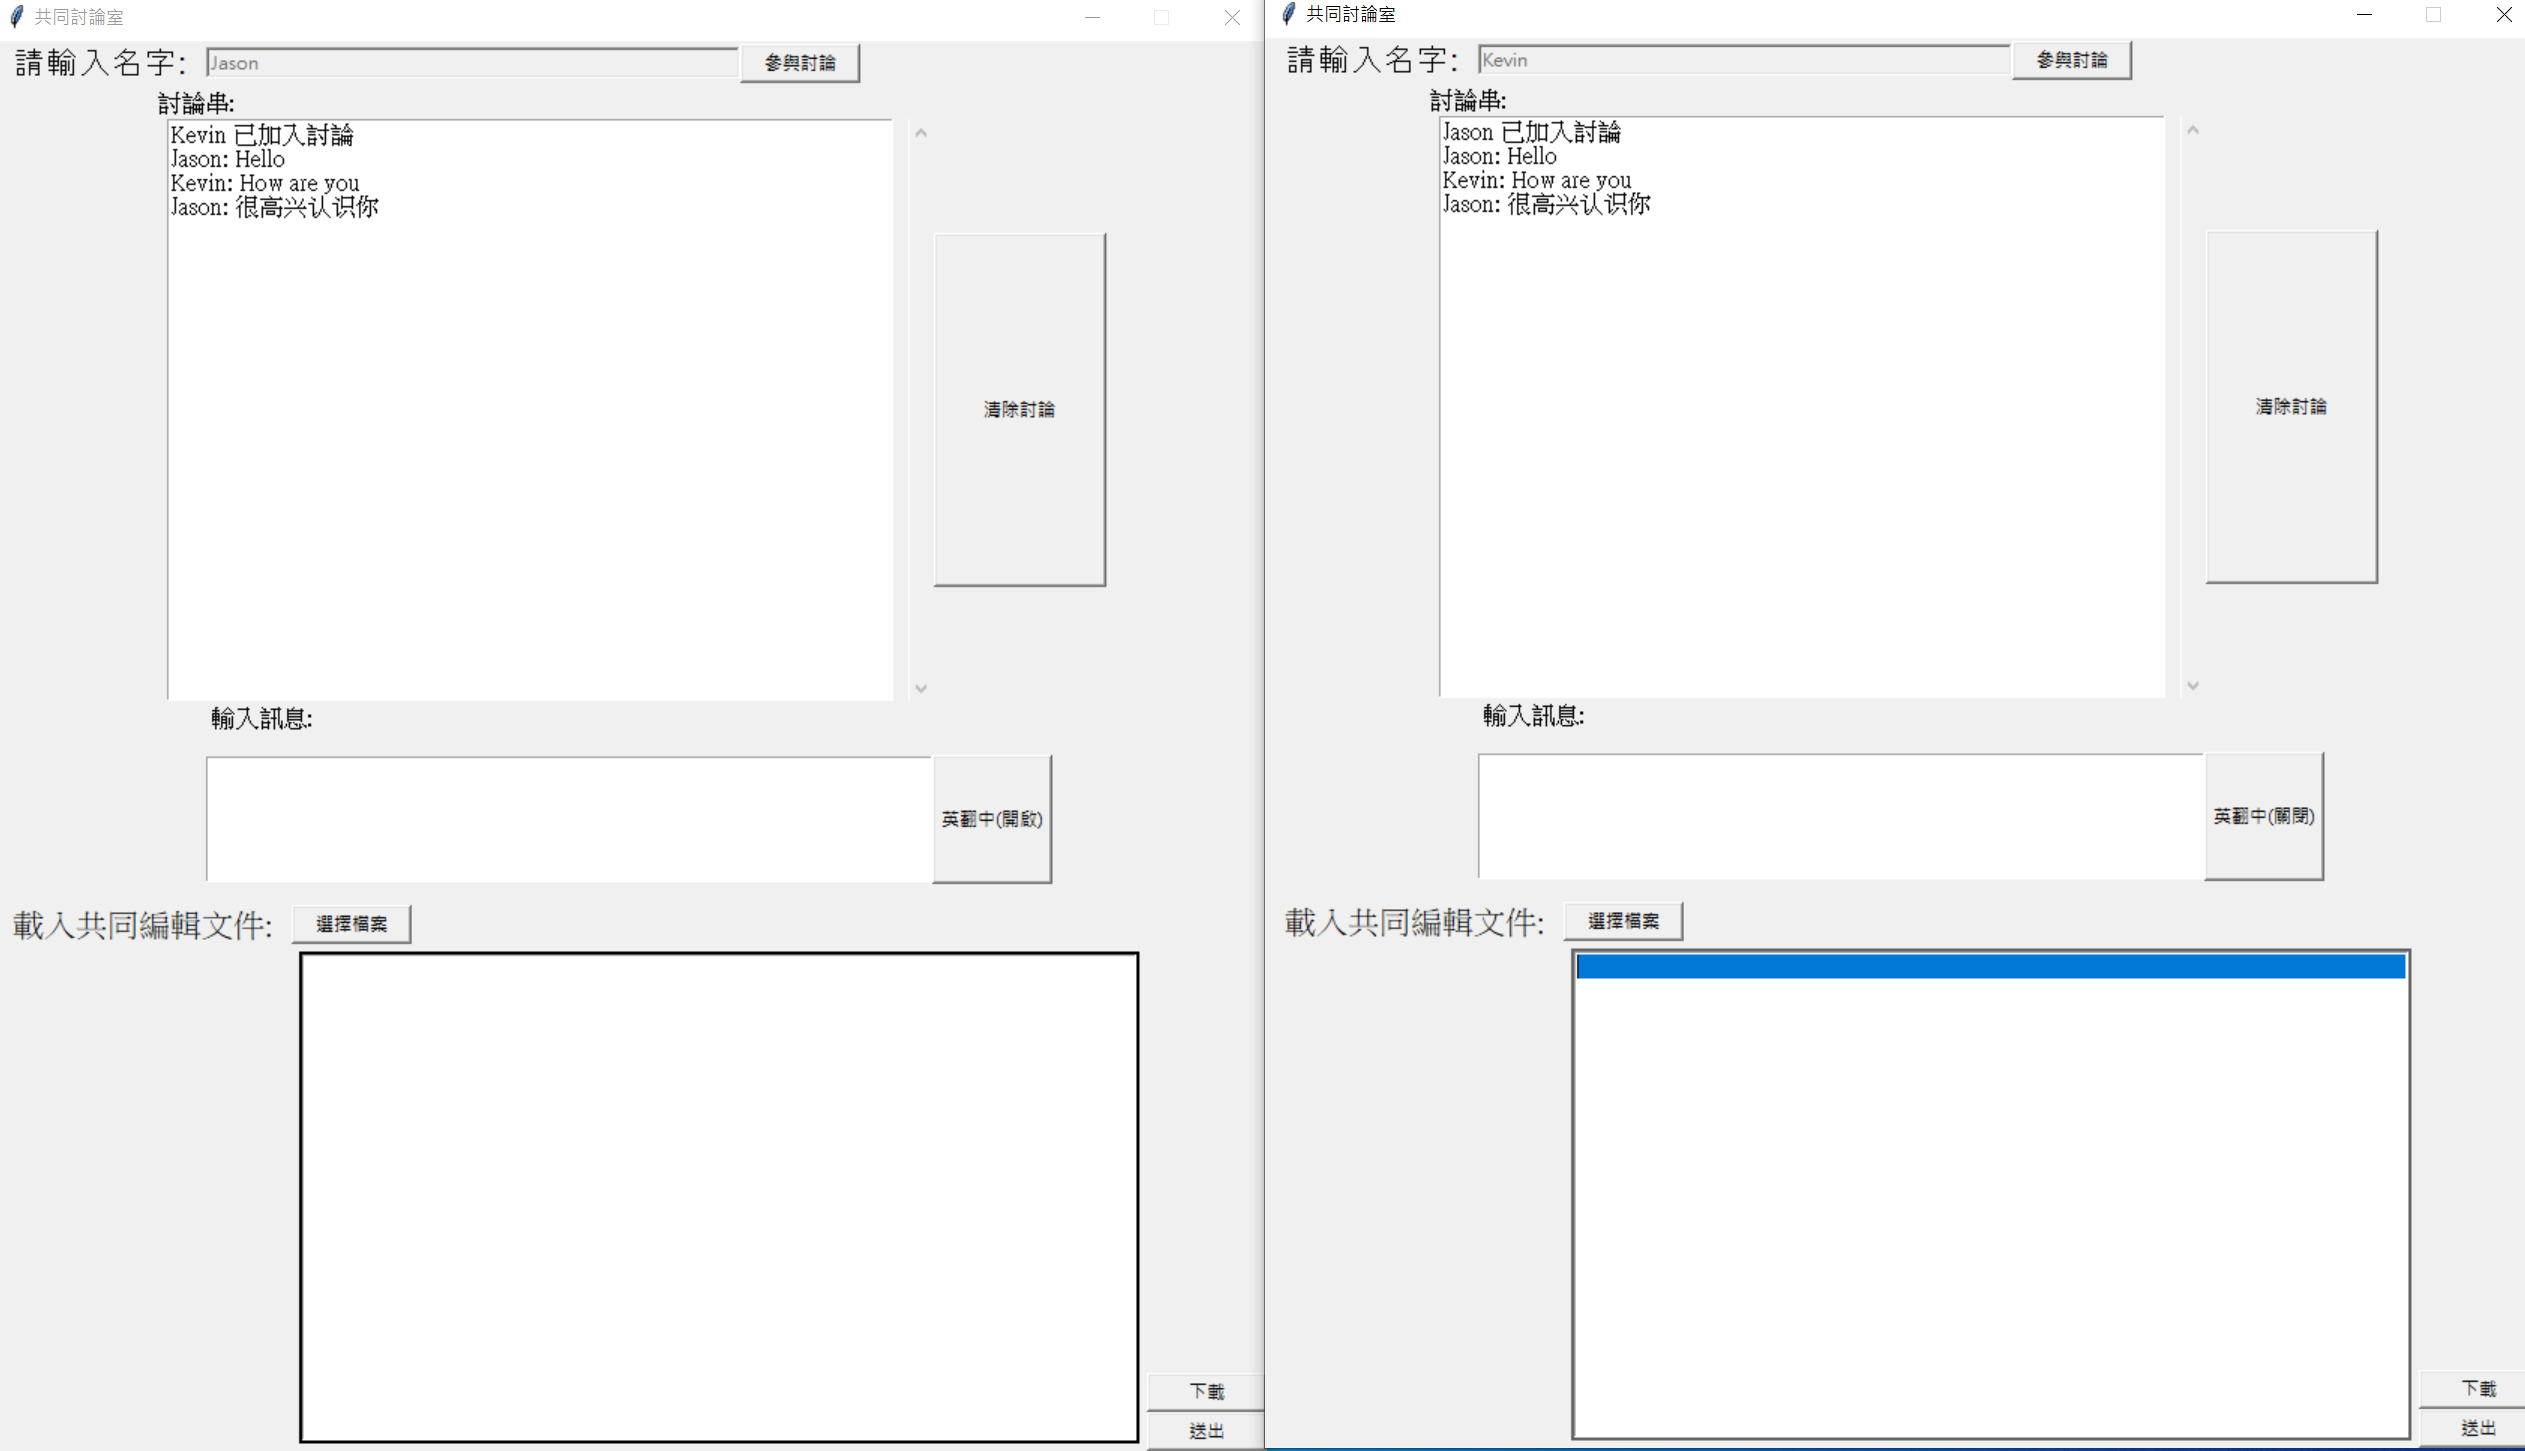 共同討論室
請輸入名字: Jason 參與討論
討論串:
Kevin 已加入討論
Jason: Hello
Kevin: How are you
Jason: 很高兴认识你
清除討論
輸入訊息:
英翻中(開啟)
載入共同編輯文件: 選擇檔案
下載
送出
共同討論室
請輸入名字: Kevin 參與討論
討論串:
Jason 已加入討論
Jason: Hello
Kevin: How are you
Jason: 很高兴认识你
清除討論
輸入訊息:
英翻中(關閉)
載入共同編輯文件: 選擇檔案
下載
送出